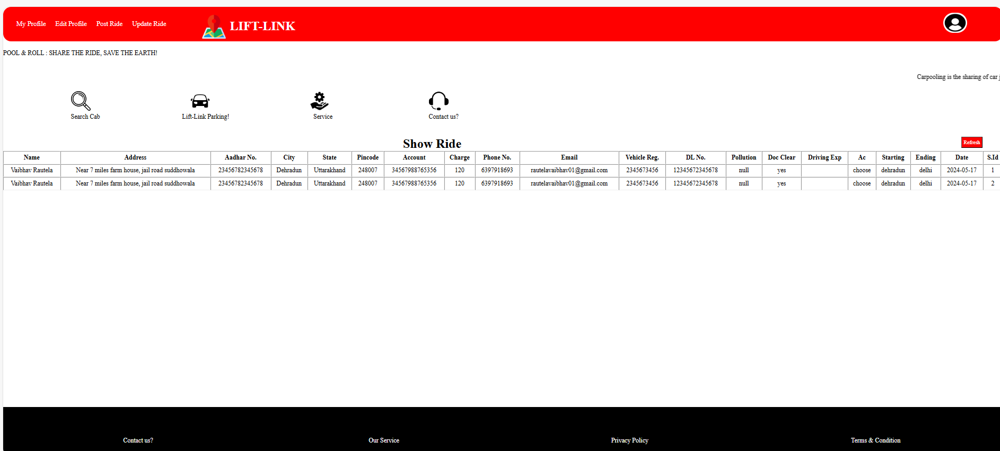 My Profile Edit Profile Post Ride Update Ride LIFT-LINK
POOL & ROLL : SHARE THE RIDE, SAVE THE EARTH!
Carpooling is the sharing of car
Search Cab Lift-Link Parking! Service Contact us?
Show Ride Refresh
Name Address Aadhar No. City State Pincode Account Charge Phone No. Email Vehicle Reg. DL No. Pollution Doc Clear Driving Exp Ac Starting Ending Date S.Id
Vaibhav Rautela Near 7 miles farm house, jail road suddhowala 23456782345678 Dehradun Uttarakhand 248007 34567988765356 120 6397918693 rautelavaibhav01@gmail.com 2345673456 12345672345678 null yes choose dehradun delhi 2024-05-17 1
Vaibhav Rautela Near 7 miles farm house, jail road suddhowala 23456782345678 Dehradun Uttarakhand 248007 34567988765356 120 6397918693 rautelavaibhav01@gmail.com 2345673456 12345672345678 null yes choose dehradun delhi 2024-05-17 2
Contact us? Our Service Privacy Policy Terms & Condition